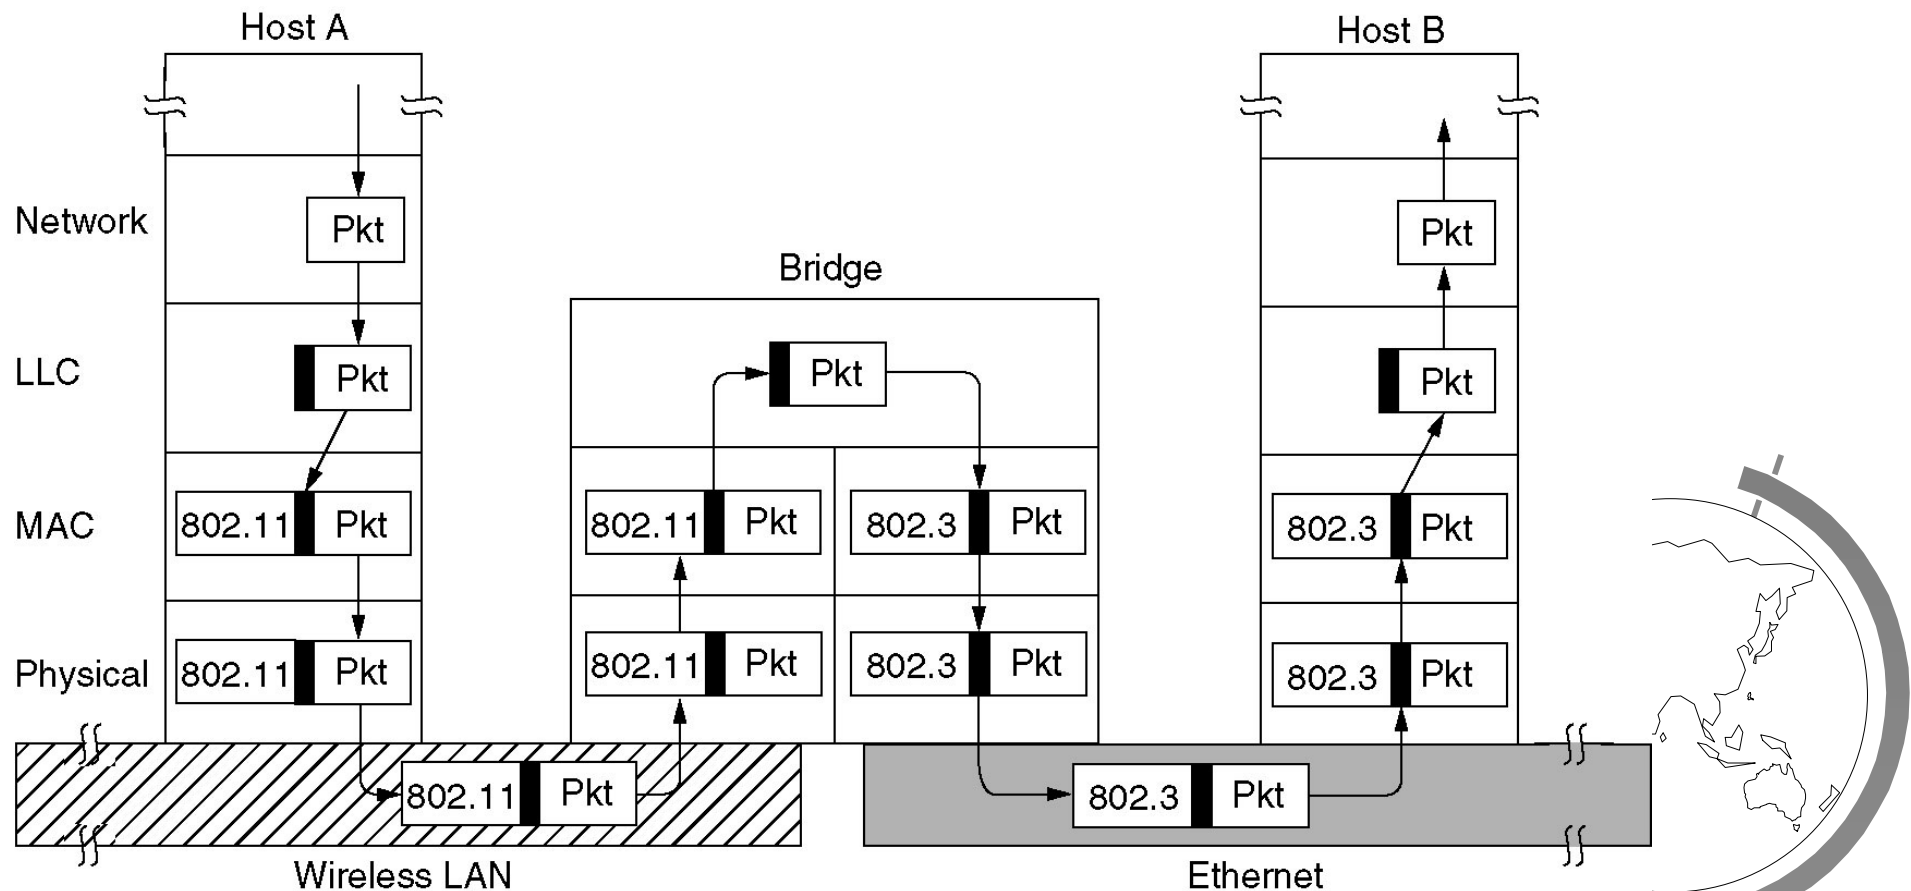 Host A
Host B
Network
Pkt
Pkt
Bridge
LLC
Pkt
Pkt
Pkt
MAC
802.11 Pkt
802.11 Pkt
802.3 Pkt
802.3 Pkt
Physical
802.11 Pkt
802.11 Pkt
802.3 Pkt
802.3 Pkt
802.11 Pkt
802.3 Pkt
Wireless LAN
Ethernet